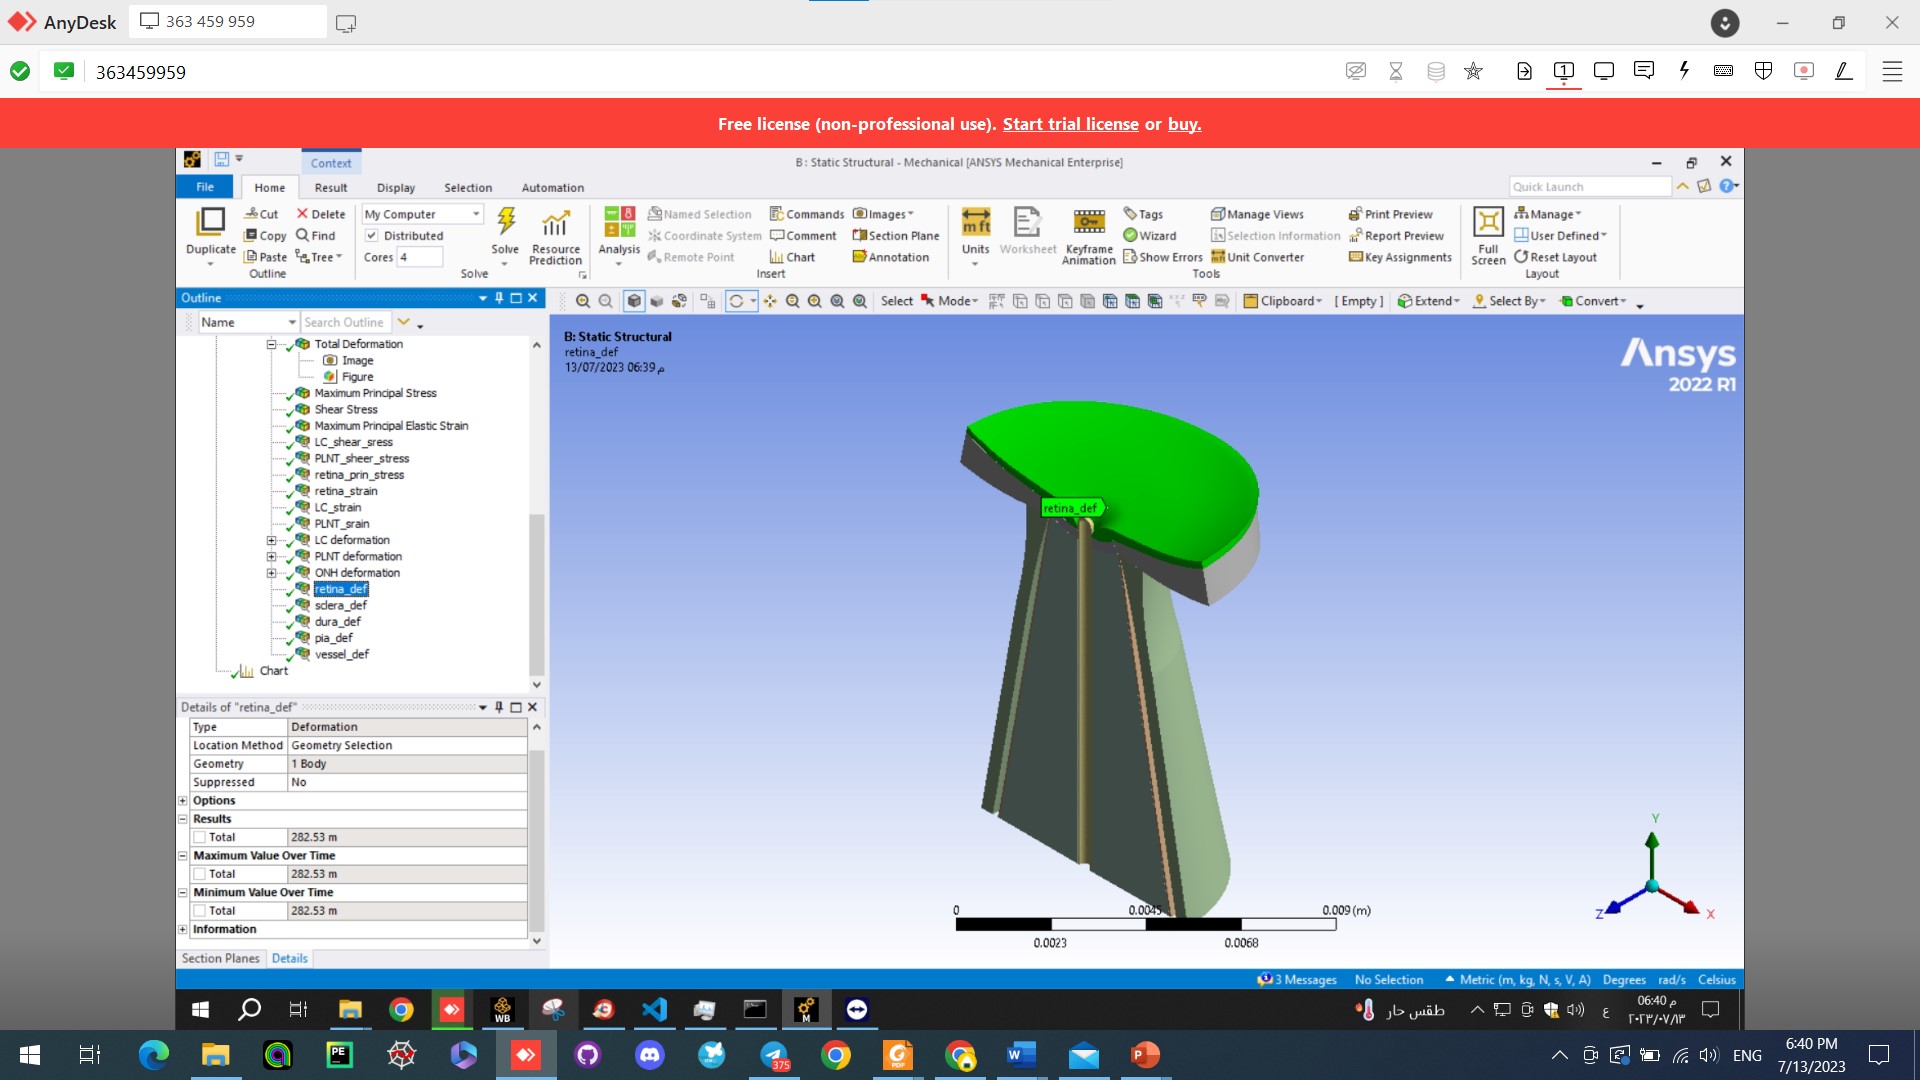 AnyDesk
363 459 959
363459959
Free license (non-professional use). Start trial license or buy.
Context
B : Static Structural - Mechanical [ANSYS Mechanical Enterprise]
File
Home
Result
Display
Selection
Automation
Quick Launch
Duplicate
Cut
Copy
Paste
Delete
Find
Tree
Outline
My Computer
Distributed
Cores 4
Solve
Resource
Prediction
Solve
Analysis
Named Selection
Coordinate System
Remote Point
Commands
Comment
Chart
Images
Section Plane
Annotation
Insert
Units
Worksheet
Keyframe
Animation
Tags
Wizard
Show Errors
Manage Views
Selection Information
Unit Converter
Print Preview
Report Preview
Key Assignments
Tools
Full
Screen
Manage
User Defined
Reset Layout
Layout
Outline
Select
Mode
Clipboard
[ Empty ]
Extend
Select By
Convert
Name
Search Outline
Total Deformation
Image
Figure
Maximum Principal Stress
Shear Stress
Maximum Principal Elastic Strain
LC_shear_sress
PLNT_sheer_stress
retina_prin_stress
retina_strain
LC_strain
PLNT_srain
LC deformation
PLNT deformation
ONH deformation
retina_def
sclera_def
dura_def
pia_def
vessel_def
Chart
Details of "retina_def"
Type Deformation
Location Method Geometry Selection
Geometry 1 Body
Suppressed No
Options
Results
Total 282.53 m
Maximum Value Over Time
Total 282.53 m
Minimum Value Over Time
Total 282.53 m
Information
Section Planes
Details
B: Static Structural
retina_def
13/07/2023 06:39 م
Ansys
2022 R1
retina_def
0
0.0045
0.009 (m)
0.0023
0.0068
Y
Z
X
3 Messages
No Selection
Metric (m, kg, N, s, V, A)
Degrees
rad/s
Celsius
WB
M
طقس حار
ع
06:40 م
٢٠٢٣/٠٧/١٣
PE
375
PDF
W
P
ENG
6:40 PM
7/13/2023